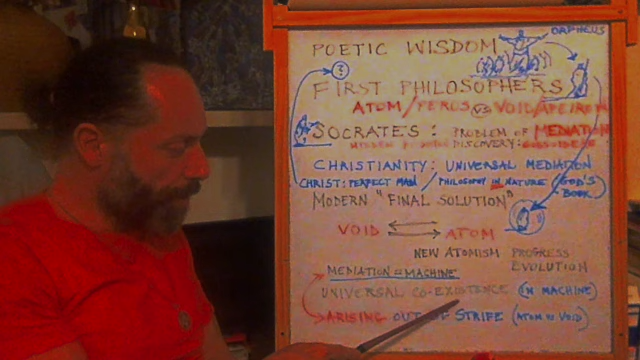 ORPHEUS
POETIC WISDOM
FIRST PHILOSOPHERS
ATOM/PERAS VS VOID/APEIRON
SOCRATES: PROBLEM OF MEDIATION
DISCOVERY:
CHRISTIANITY: UNIVERSAL MEDIATION
CHRIST: PERFECT MAN / PHILOSOPHY IN NATURE (GOD'S BOOK)
MODERN "FINAL SOLUTION"
VOID ATOM
NEW ATOMISM PROGRESS
EVOLUTION
MEDIATION = MACHINE
UNIVERSAL CO-EXISTENCE (IN MACHINE)
ARISING OUT OF STRIFE (ATOM VS VOID)